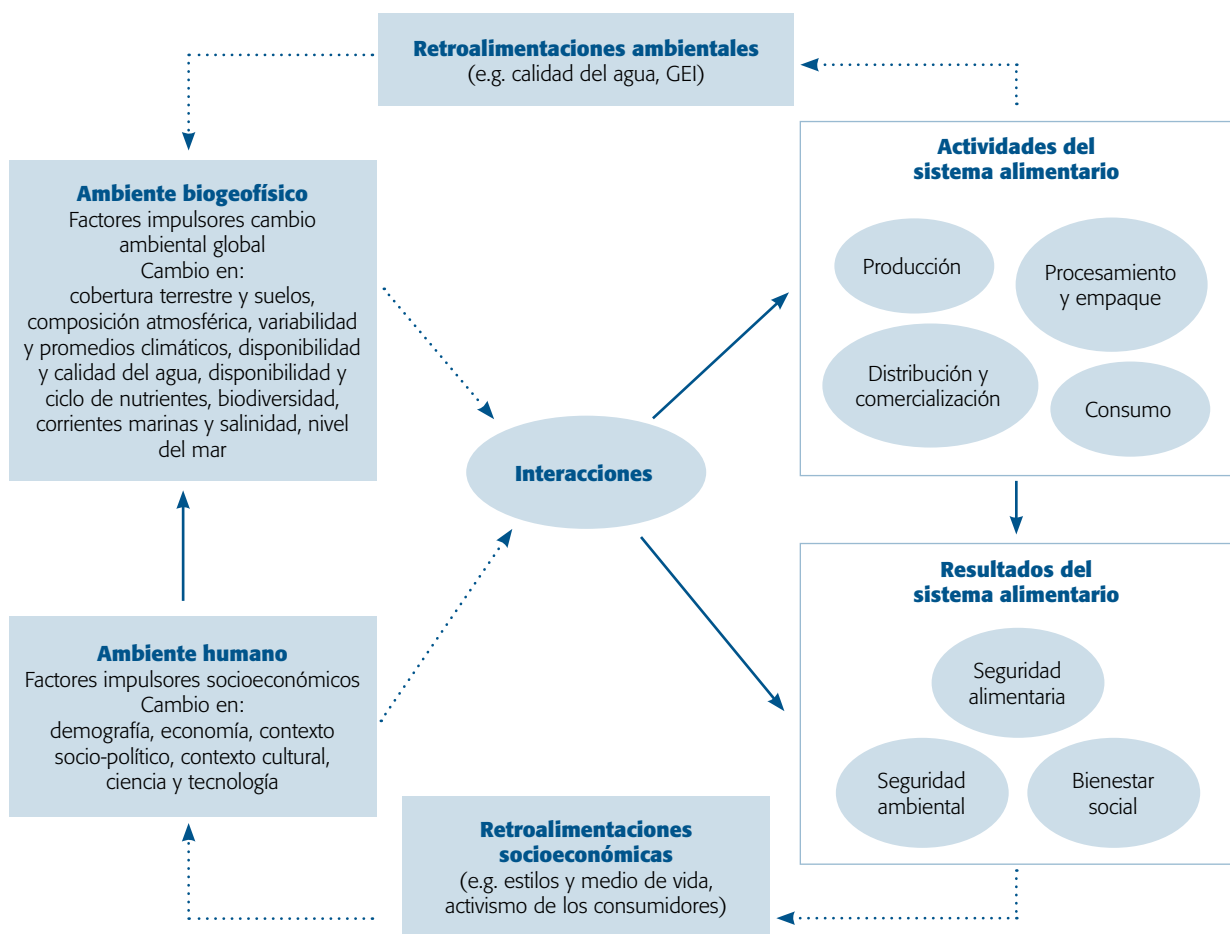 Retroalimentaciones ambientales
(e.g. calidad del agua, GEI)
Ambiente biogeofísico
Factores impulsores cambio
ambiental global
Cambio en:
cobertura terrestre y suelos,
composición atmosférica, variabilidad
y promedios climáticos, disponibilidad
y calidad del agua, disponibilidad y
ciclo de nutrientes, biodiversidad,
corrientes marinas y salinidad, nivel
del mar
Actividades del
sistema alimentario
Producción
Procesamiento
y empaque
Distribución y
comercialización
Consumo
Interacciones
Ambiente humano
Factores impulsores socioeconómicos
Cambio en:
demografía, economía, contexto
socio-político, contexto cultural,
ciencia y tecnología
Resultados del
sistema alimentario
Seguridad
alimentaria
Seguridad
ambiental
Bienestar
social
Retroalimentaciones
socioeconómicas
(e.g. estilos y medio de vida,
activismo de los consumidores)